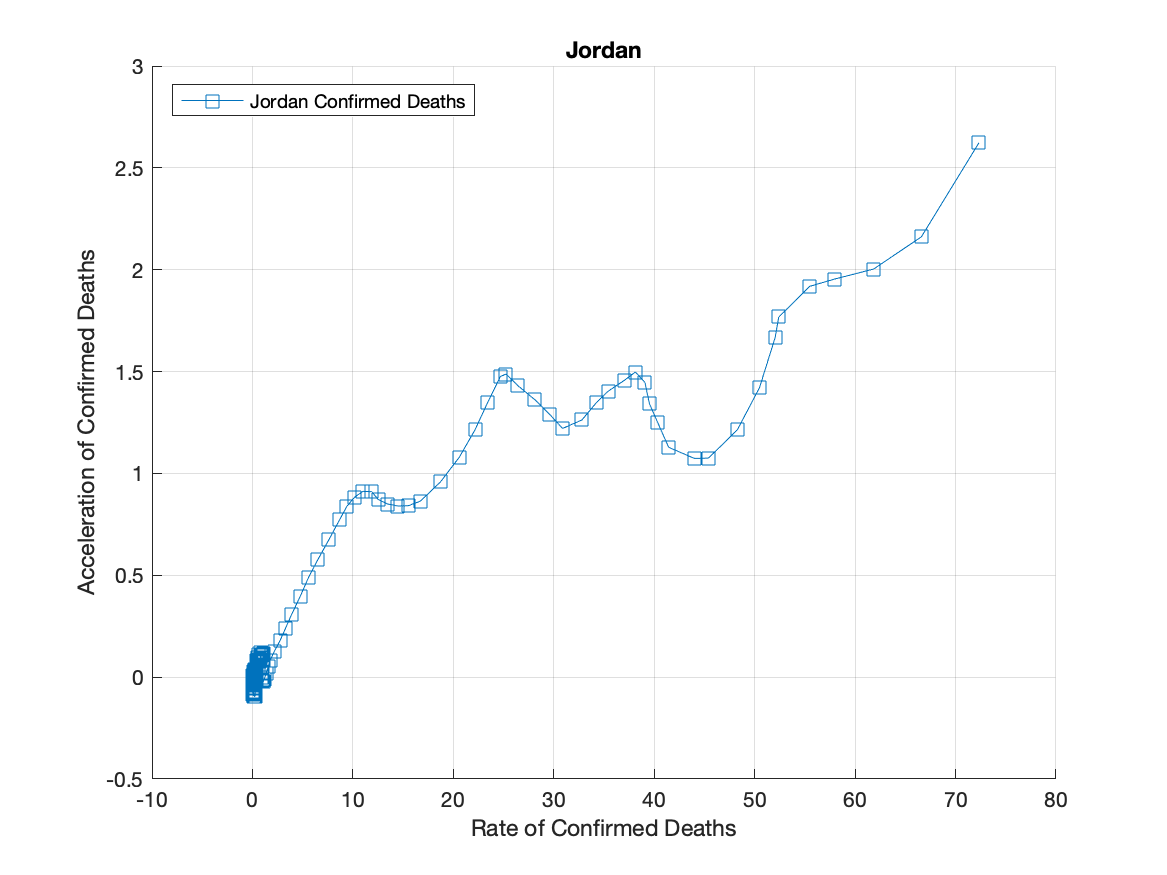 Jordan
3
Jordan Confirmed Deaths
2.5
2
1.5
1
0.5
0
-0.5
Acceleration of Confirmed Deaths
-10 0 10 20 30 40 50 60 70 80
Rate of Confirmed Deaths